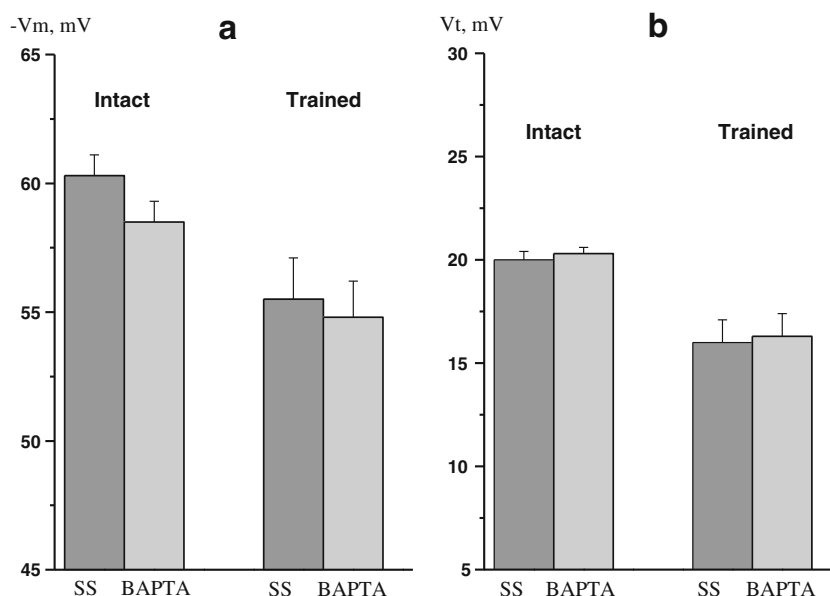 -Vm, mV
a
65
Intact
Trained
60
55
50
45
SS BAPTA SS BAPTA
Vt, mV
b
30
Intact
Trained
25
20
15
10
5
SS BAPTA SS BAPTA